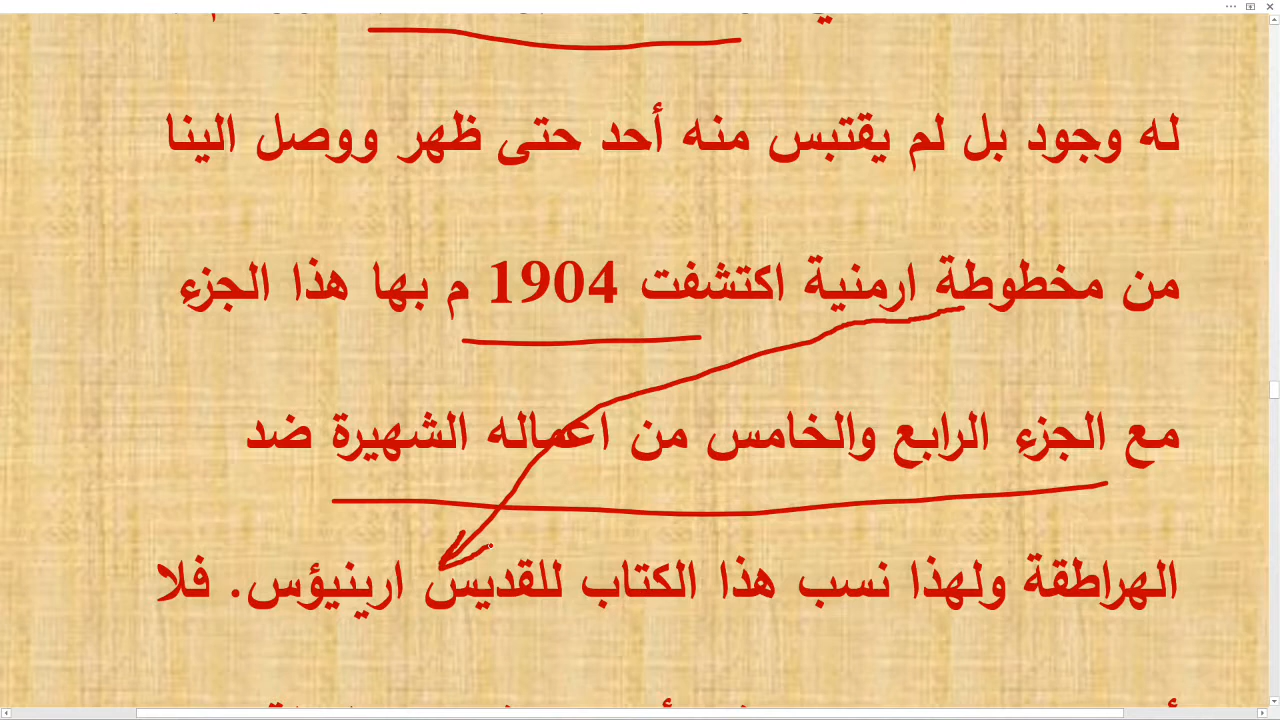 له وجود بل لم يقتبس منه أحد حتى ظهر ووصل الينا
من مخطوطة ارمنية اكتشفت 1904 م بها هذا الجزء
مع الجزء الرابع والخامس من اعماله الشهيرة ضد
الهراطقة ولهذا نسب هذا الكتاب للقديس ارينيؤس. فلا